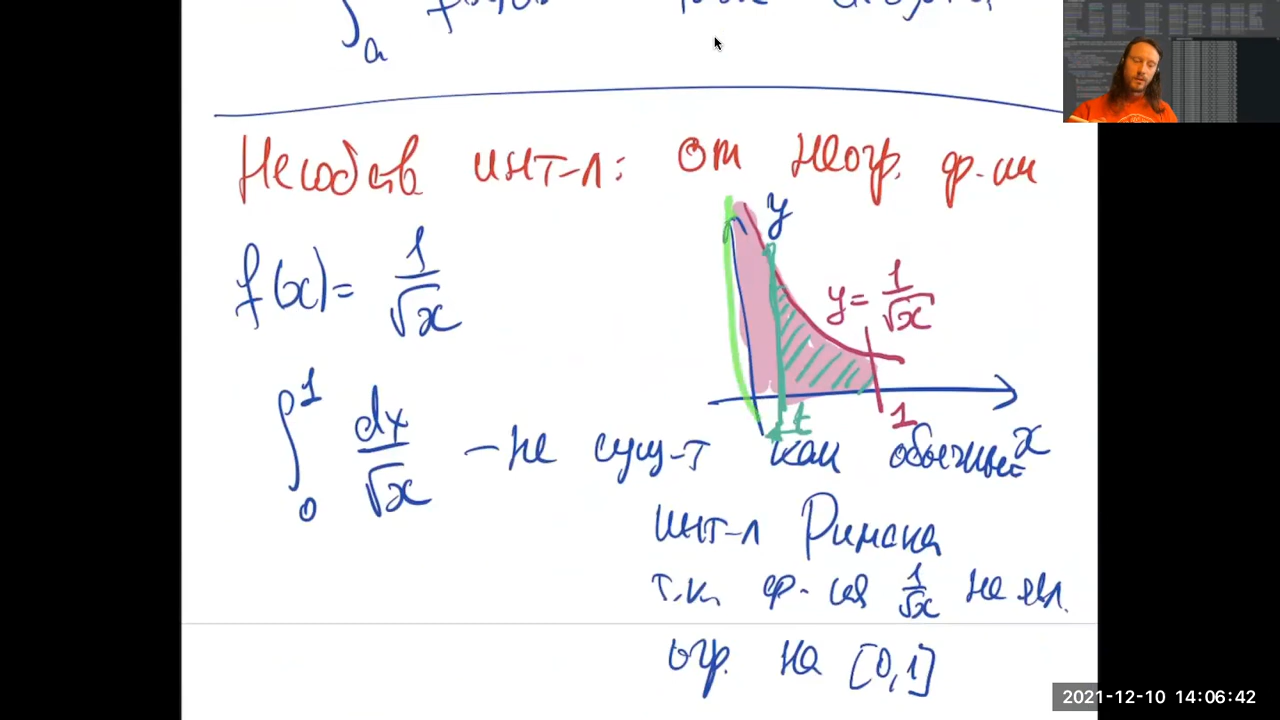 a
Несобств инт-л: От неогр. ф-ии
f(x) = 1/√x
y
y = 1/√x
1
t
x
∫₀¹ dx/√x – не сущ-т как обычные
инт-л Римана
т.к. ф-ия 1/√x не явл.
огр. на [0,1]
2021-12-10 14:06:42